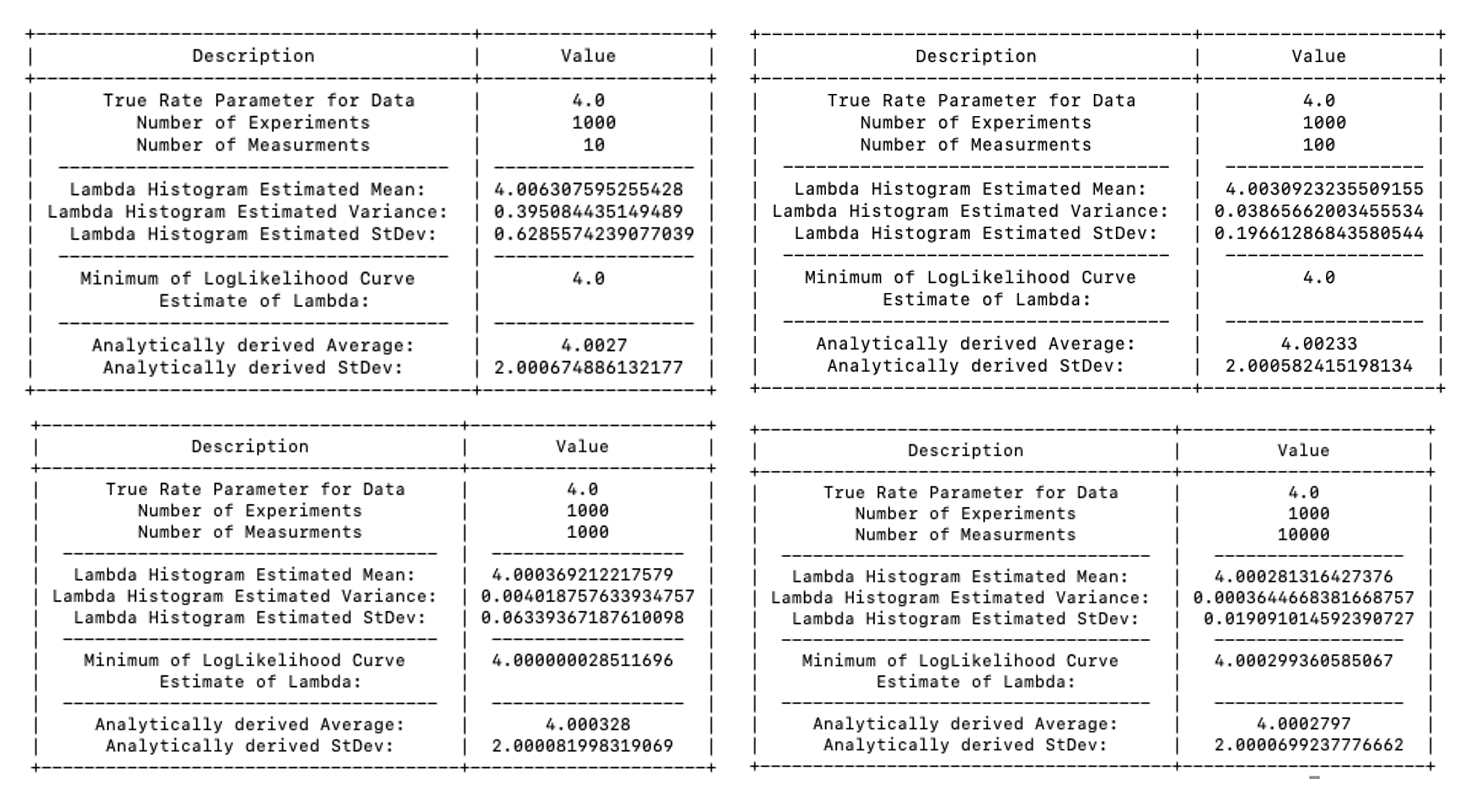 Description Value
True Rate Parameter for Data 4.0
Number of Experiments 1000
Number of Measurments 10
Lambda Histogram Estimated Mean: 4.006307595255428
Lambda Histogram Estimated Variance: 0.395084435149489
Lambda Histogram Estimated StDev: 0.6285574239077039
Minimum of LogLikelihood Curve 4.0
Estimate of Lambda:
Analytically derived Average: 4.0027
Analytically derived StDev: 2.000674886132177
Description Value
True Rate Parameter for Data 4.0
Number of Experiments 1000
Number of Measurments 100
Lambda Histogram Estimated Mean: 4.0030923235509155
Lambda Histogram Estimated Variance: 0.03865662003455534
Lambda Histogram Estimated StDev: 0.19661286843580544
Minimum of LogLikelihood Curve 4.0
Estimate of Lambda:
Analytically derived Average: 4.00233
Analytically derived StDev: 2.000582415198134
Description Value
True Rate Parameter for Data 4.0
Number of Experiments 1000
Number of Measurments 1000
Lambda Histogram Estimated Mean: 4.000369212217579
Lambda Histogram Estimated Variance: 0.004018757633934757
Lambda Histogram Estimated StDev: 0.06339367187610098
Minimum of LogLikelihood Curve 4.000000028511696
Estimate of Lambda:
Analytically derived Average: 4.000328
Analytically derived StDev: 2.000081998319069
Description Value
True Rate Parameter for Data 4.0
Number of Experiments 1000
Number of Measurments 10000
Lambda Histogram Estimated Mean: 4.000281316427376
Lambda Histogram Estimated Variance: 0.0003644668381668757
Lambda Histogram Estimated StDev: 0.019091014592390727
Minimum of LogLikelihood Curve 4.000299360585067
Estimate of Lambda:
Analytically derived Average: 4.0002797
Analytically derived StDev: 2.0000699237776662